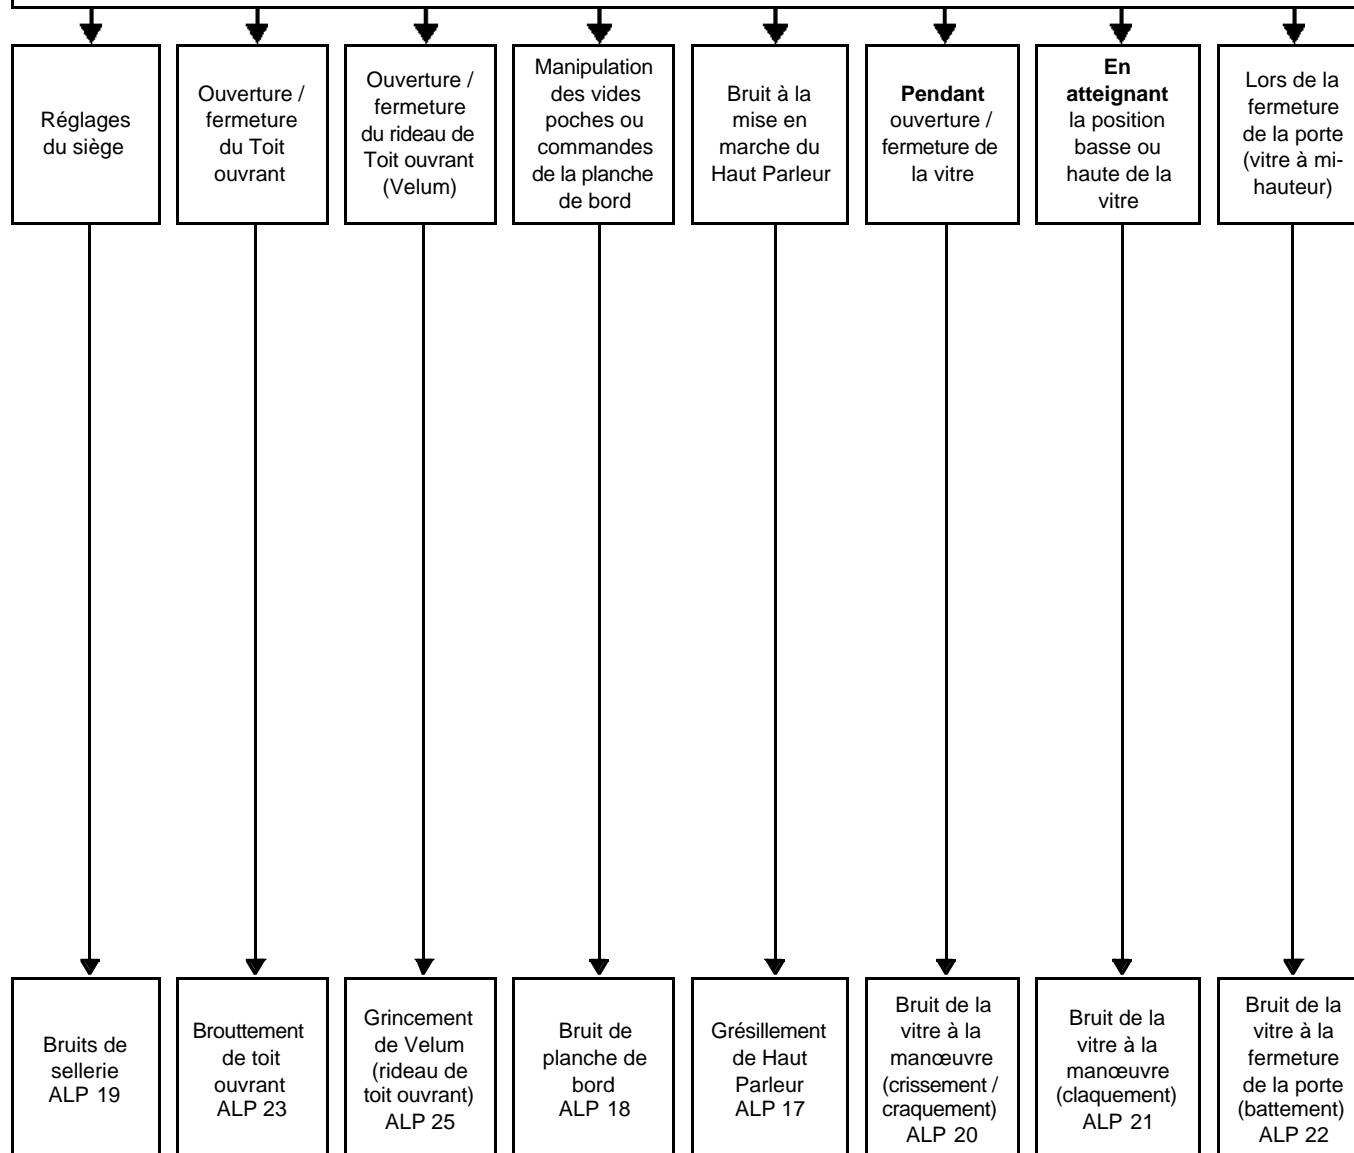 Réglages
du siège
Ouverture /
fermeture
du Toit
ouvrant
Ouverture /
fermeture
du rideau de
Toit ouvrant
(Velum)
Manipulation
des vides
poches ou
commandes
de la planche
de bord
Bruit à la
mise en
marche du
Haut Parleur
Pendant
ouverture /
fermeture de
la vitre
En
atteignant
la position
basse ou
haute de la
vitre
Lors de la
fermeture
de la porte
(vitre à mi-
hauteur)
Bruits de
sellerie
ALP 19
Brouttement
de toit
ouvrant
ALP 23
Grincement
de Velum
(rideau de
toit ouvrant)
ALP 25
Bruit de
planche de
bord
ALP 18
Grésillement
de Haut
Parleur
ALP 17
Bruit de la
vitre à la
manœuvre
(crissement /
craquement)
ALP 20
Bruit de la
vitre à la
manœuvre
(claquement)
ALP 21
Bruit de la
vitre à la
fermeture
de la porte
(battement)
ALP 22